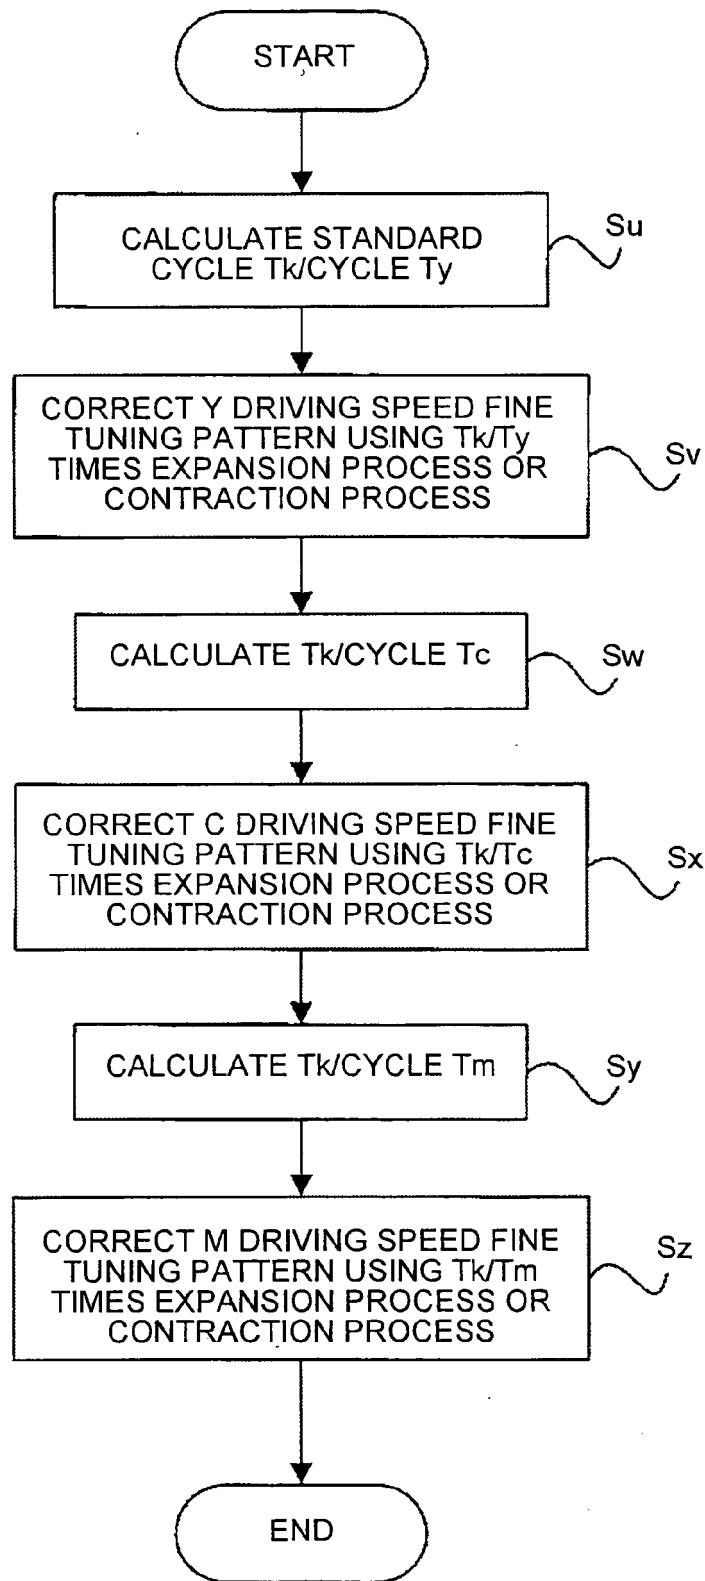 START
CALCULATE STANDARD
CYCLE Tk/CYCLE Ty
Su
CORRECT Y DRIVING SPEED FINE
TUNING PATTERN USING Tk/Ty
TIMES EXPANSION PROCESS OR
CONTRACTION PROCESS
Sv
CALCULATE Tk/CYCLE Tc
Sw
CORRECT C DRIVING SPEED FINE
TUNING PATTERN USING Tk/Tc
TIMES EXPANSION PROCESS OR
CONTRACTION PROCESS
Sx
CALCULATE Tk/CYCLE Tm
Sy
CORRECT M DRIVING SPEED FINE
TUNING PATTERN USING Tk/Tm
TIMES EXPANSION PROCESS OR
CONTRACTION PROCESS
Sz
END